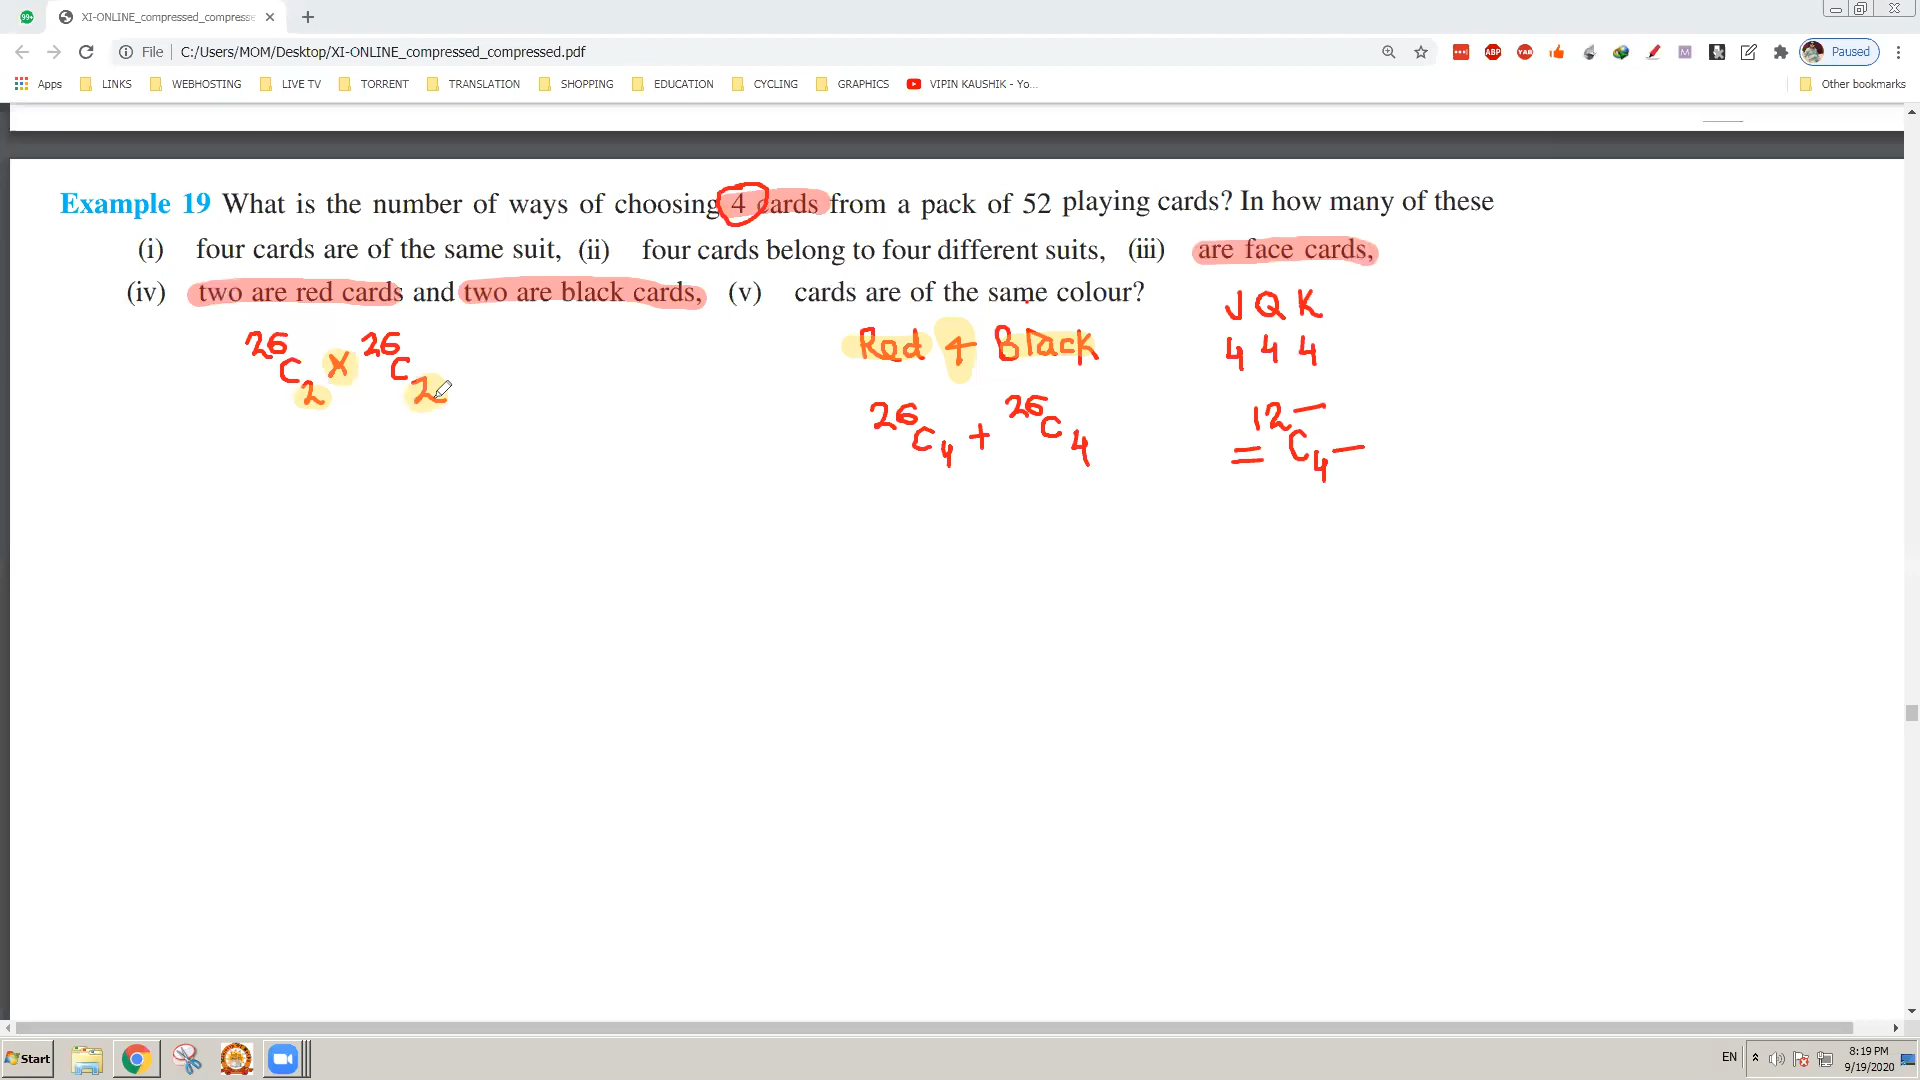 99+
XI-ONLINE_compressed_compresse
File C:/Users/MOM/Desktop/XI-ONLINE_compressed_compressed.pdf
ABP YAB M Paused
Apps LINKS WEBHOSTING LIVE TV TORRENT TRANSLATION SHOPPING EDUCATION CYCLING GRAPHICS VIPIN KAUSHIK - Yo... Other bookmarks
Example 19 What is the number of ways of choosing 4 cards from a pack of 52 playing cards? In how many of these
(i) four cards are of the same suit, (ii) four cards belong to four different suits, (iii) are face cards,
(iv) two are red cards and two are black cards, (v) cards are of the same colour?
J Q K
4 4 4
Red + Black
26C2 X 26C2
26C4 + 26C4
= 12C4
Start
EN 8:19 PM
9/19/2020